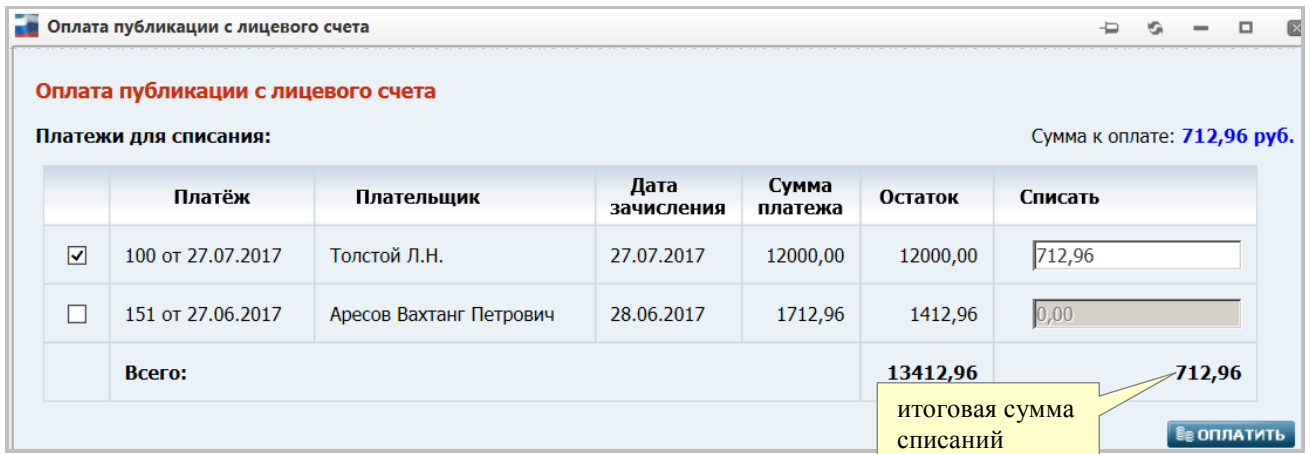 Оплата публикации с лицевого счета
Оплата публикации с лицевого счета
Платежи для списания:
Сумма к оплате: 712,96 руб.
Платёж Плательщик Дата зачисления Сумма платежа Остаток Списать
100 от 27.07.2017 Толстой Л.Н. 27.07.2017 12000,00 12000,00 712,96
151 от 27.06.2017 Аресов Вахтанг Петрович 28.06.2017 1712,96 1412,96 0,00
Всего: 13412,96 712,96
итоговая сумма
списаний
ОПЛАТИТЬ